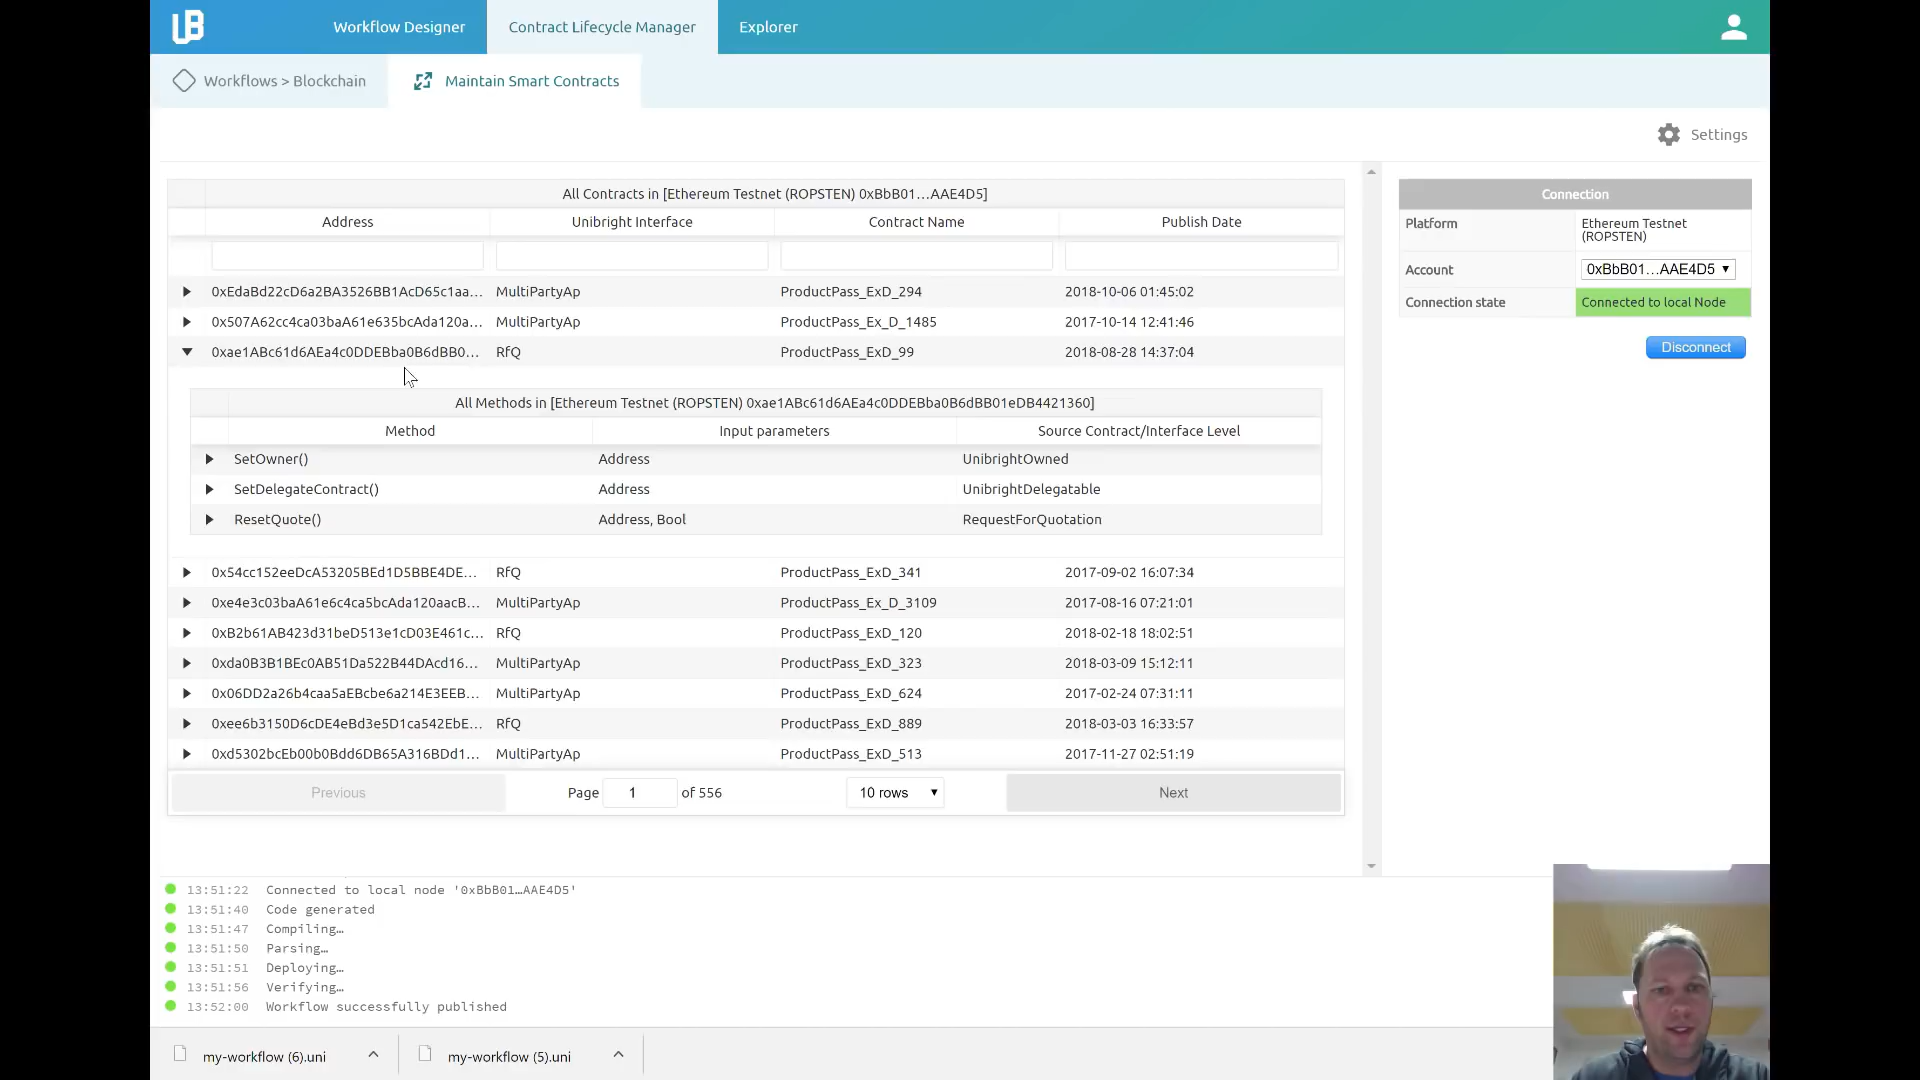 UB
Workflow Designer
Contract Lifecycle Manager
Explorer
Workflows > Blockchain
Maintain Smart Contracts
Settings
All Contracts in [Ethereum Testnet (ROPSTEN) 0xBbB01…AAE4D5]
Address Unibright Interface Contract Name Publish Date
0xEdaBd22cD6a2BA3526BB1AcD65c1aa… MultiPartyAp ProductPass_ExD_294 2018-10-06 01:45:02
0x507A62cc4ca03baA61e635bcAda120a… MultiPartyAp ProductPass_Ex_D_1485 2017-10-14 12:41:46
0xae1ABc61d6AEa4c0DDEBba0B6dBB0… RfQ ProductPass_ExD_99 2018-08-28 14:37:04
All Methods in [Ethereum Testnet (ROPSTEN) 0xae1ABc61d6AEa4c0DDEBba0B6dBB01eDB4421360]
Method Input parameters Source Contract/Interface Level
SetOwner() Address UnibrightOwned
SetDelegateContract() Address UnibrightDelegatable
ResetQuote() Address, Bool RequestForQuotation
0x54cc152eeDcA53205BEd1D5BBE4DE… RfQ ProductPass_ExD_341 2017-09-02 16:07:34
0xe4e3c03baA61e6c4ca5bcAda120aacB… MultiPartyAp ProductPass_Ex_D_3109 2017-08-16 07:21:01
0xB2b61AB423d31beD513e1cD03E461c… RfQ ProductPass_ExD_120 2018-02-18 18:02:51
0xda0B3B1BEc0AB51Da522B44DAcd16… MultiPartyAp ProductPass_ExD_323 2018-03-09 15:12:11
0x06DD2a26b4caa5aEBcbe6a214E3EEB… MultiPartyAp ProductPass_ExD_624 2017-02-24 07:31:11
0xee6b3150D6cDE4eBd3e5D1ca542EbE… RfQ ProductPass_ExD_889 2018-03-03 16:33:57
0xd5302bcEb00b0Bdd6DB65A316BDd1… MultiPartyAp ProductPass_ExD_513 2017-11-27 02:51:19
Previous Page 1 of 556 10 rows Next
Connection
Platform Ethereum Testnet
(ROPSTEN)
Account 0xBbB01…AAE4D5
Connection state Connected to local Node
Disconnect
13:51:22 Connected to local node '0xBbB01…AAE4D5'
13:51:40 Code generated
13:51:47 Compiling…
13:51:50 Parsing…
13:51:51 Deploying…
13:51:56 Verifying…
13:52:00 Workflow successfully published
my-workflow (6).uni
my-workflow (5).uni